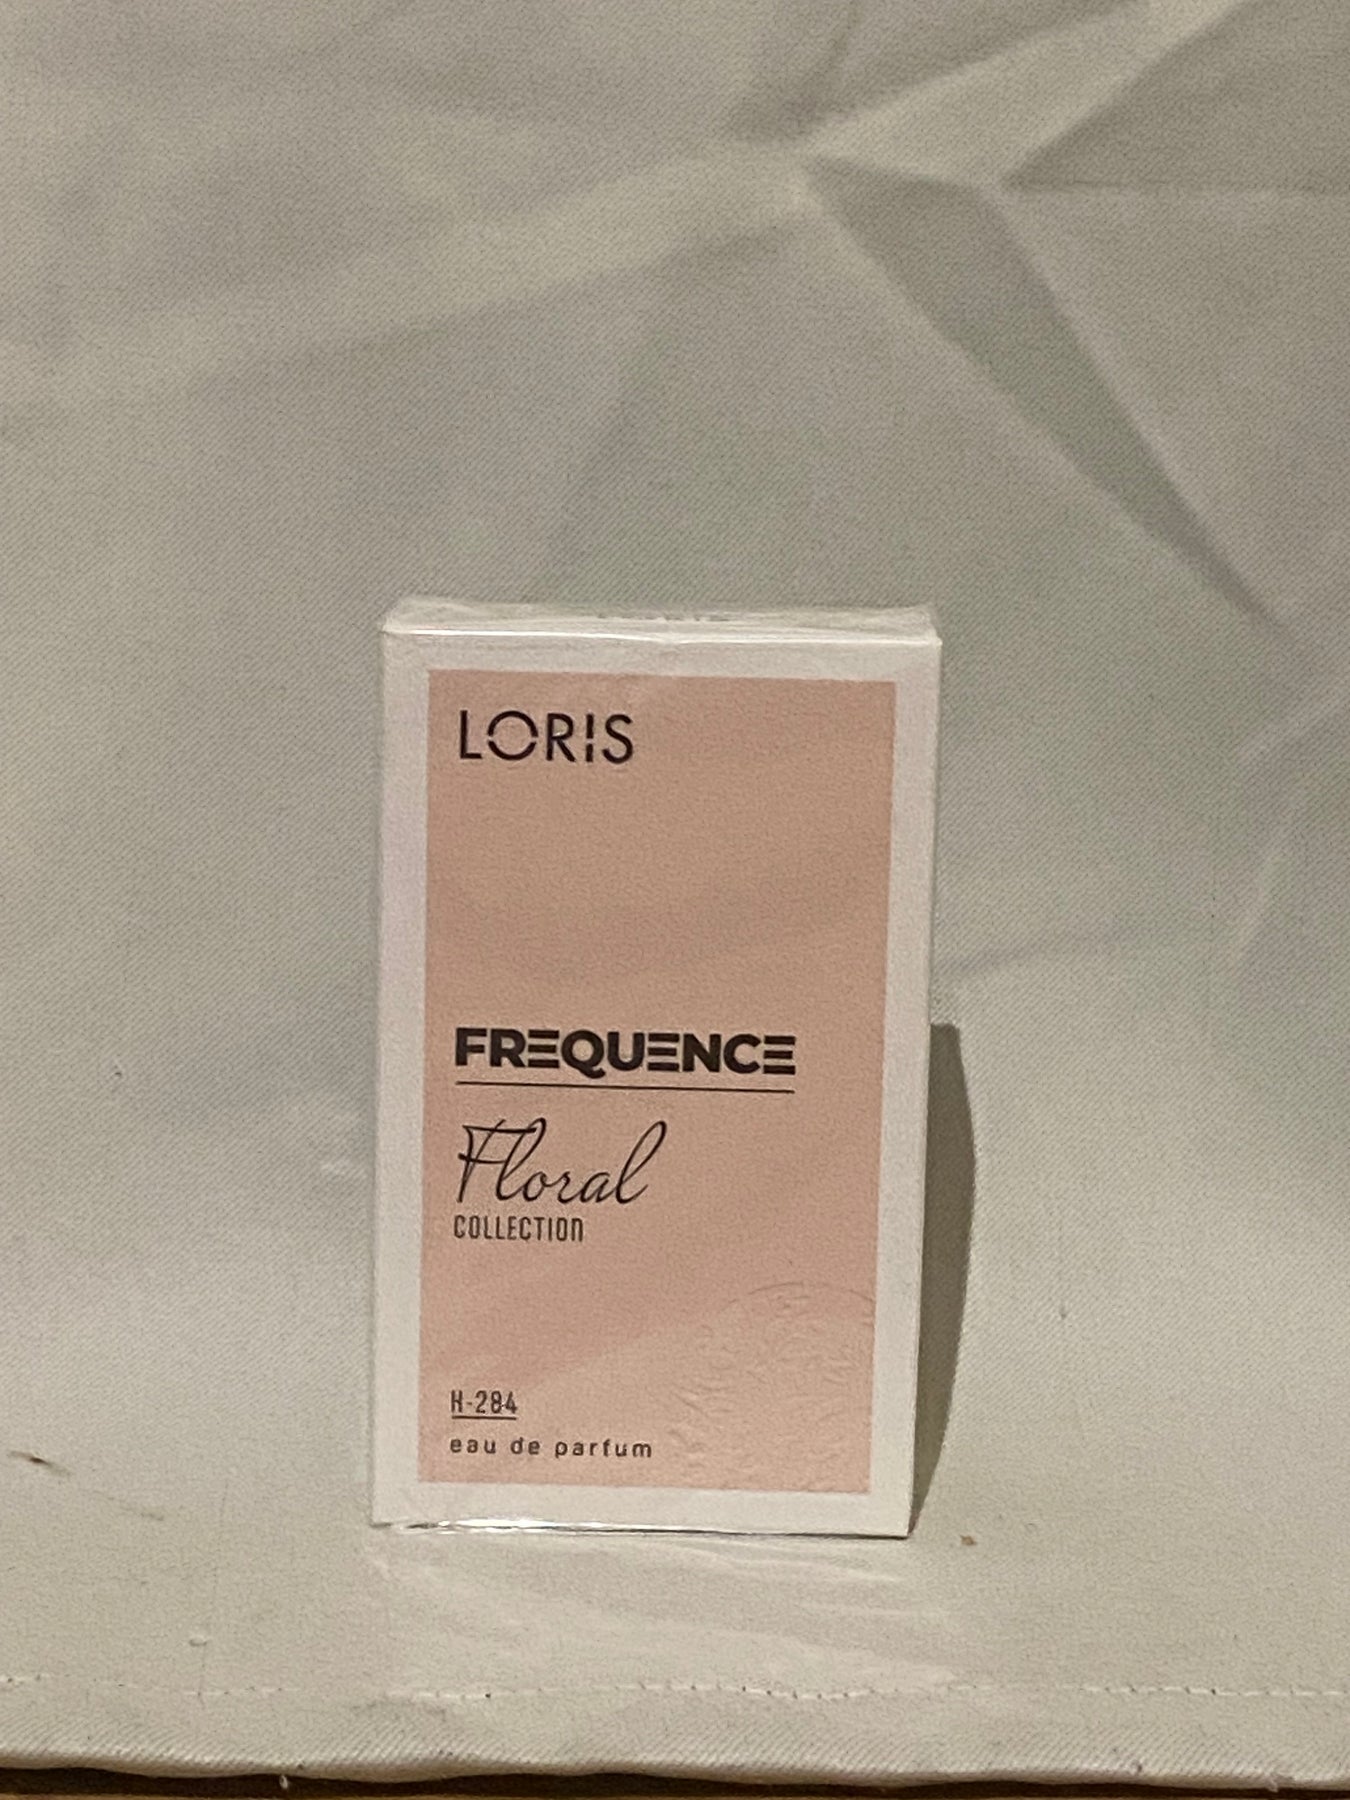 LORIS
FREQUENCE
Floral
COLLECTION
H-284
eau de parfum